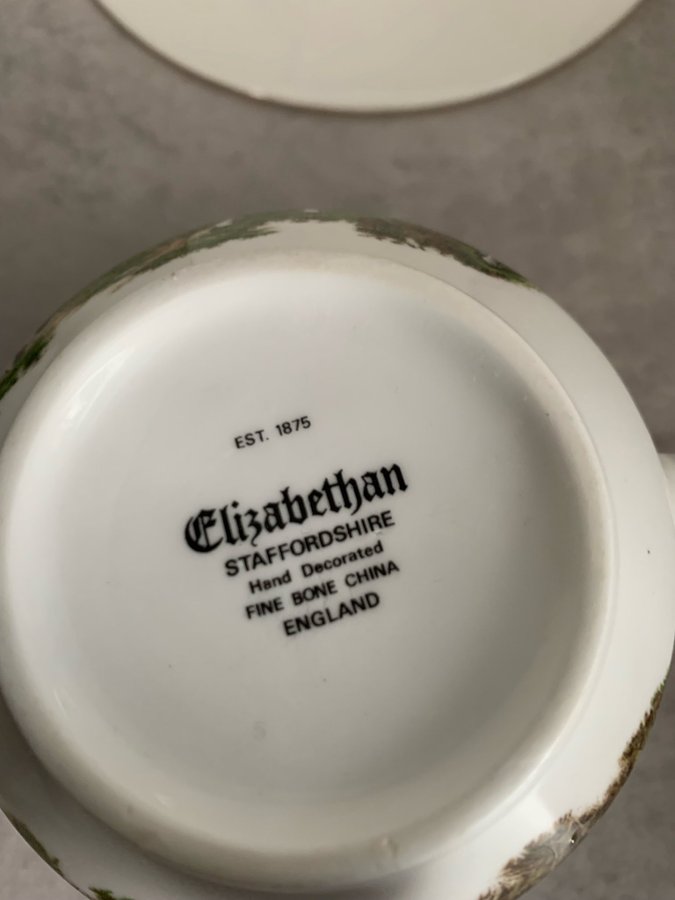 EST. 1875
Elizabethan
STAFFORDSHIRE
Hand Decorated
FINE BONE CHINA
ENGLAND